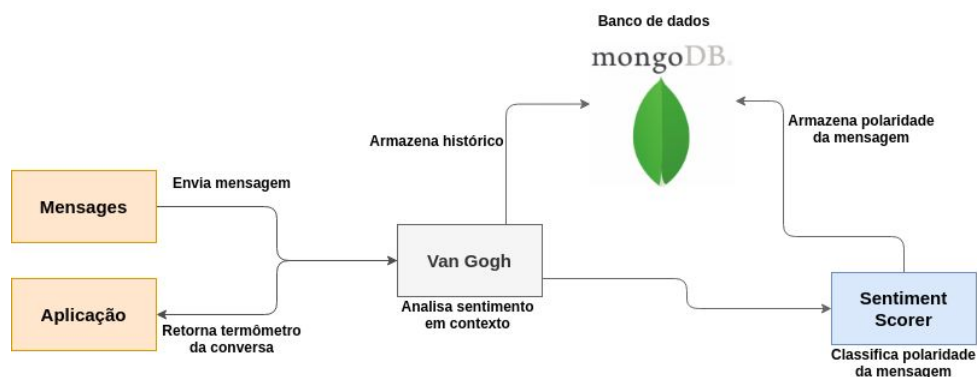 Banco de dados
mongoDB.
Armazena histórico
Armazena polaridade
da mensagem
Envia mensagem
Mensages
Van Gogh
Analisa sentimento
em contexto
Aplicação
Retorna termômetro
da conversa
Sentiment
Scorer
Classifica polaridade
da mensagem